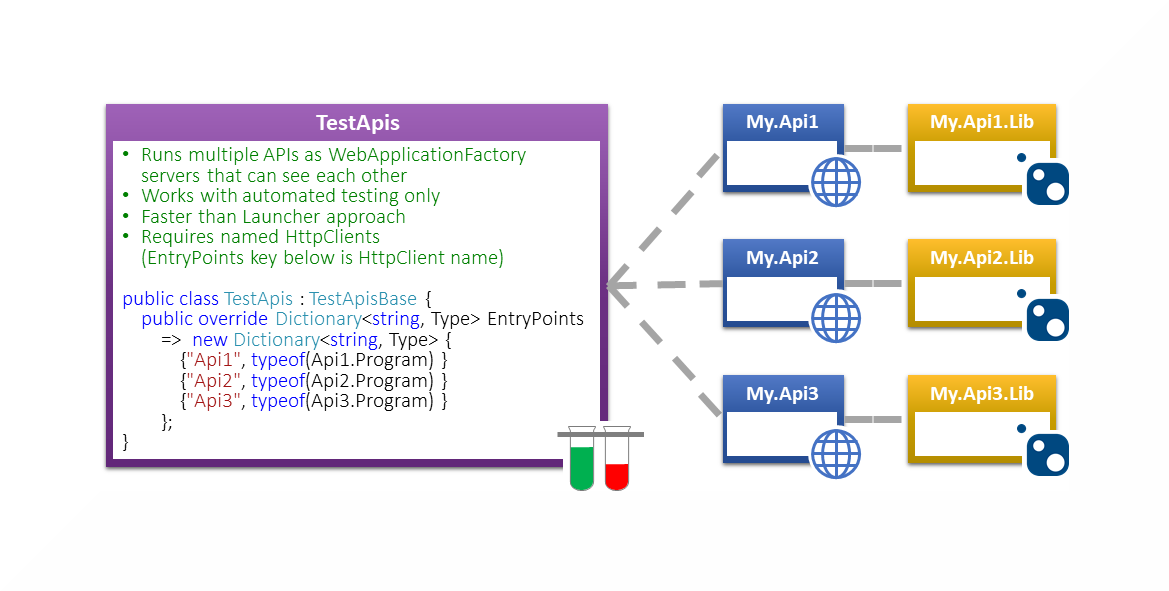 TestApis
• Runs multiple APIs as WebApplicationFactory
servers that can see each other
• Works with automated testing only
• Faster than Launcher approach
• Requires named HttpClients
(EntryPoints key below is HttpClient name)
public class TestApis : TestApisBase {
public override Dictionary<string, Type> EntryPoints
=> new Dictionary<string, Type> {
{"Api1", typeof(Api1.Program) }
{"Api2", typeof(Api2.Program) }
{"Api3", typeof(Api3.Program) }
};
}
My.Api1
My.Api1.Lib
My.Api2
My.Api2.Lib
My.Api3
My.Api3.Lib